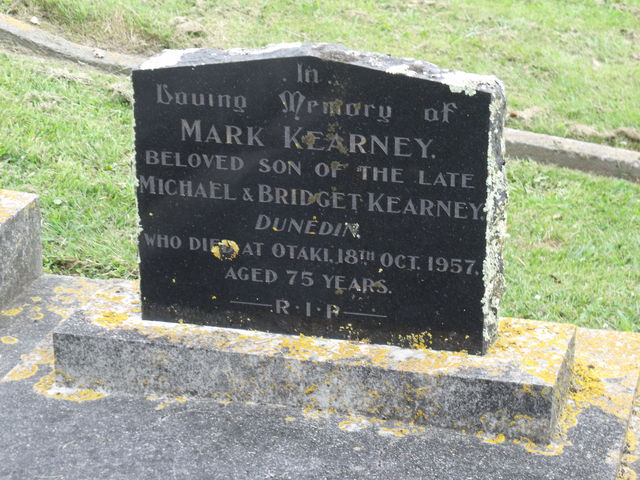 In
Loving Memory of
MARK KEARNEY.
BELOVED SON OF THE LATE
MICHAEL & BRIDGET KEARNEY
DUNEDIN,
WHO DIED AT OTAKI, 18TH OCT. 1957,
AGED 75 YEARS.
R·I·P